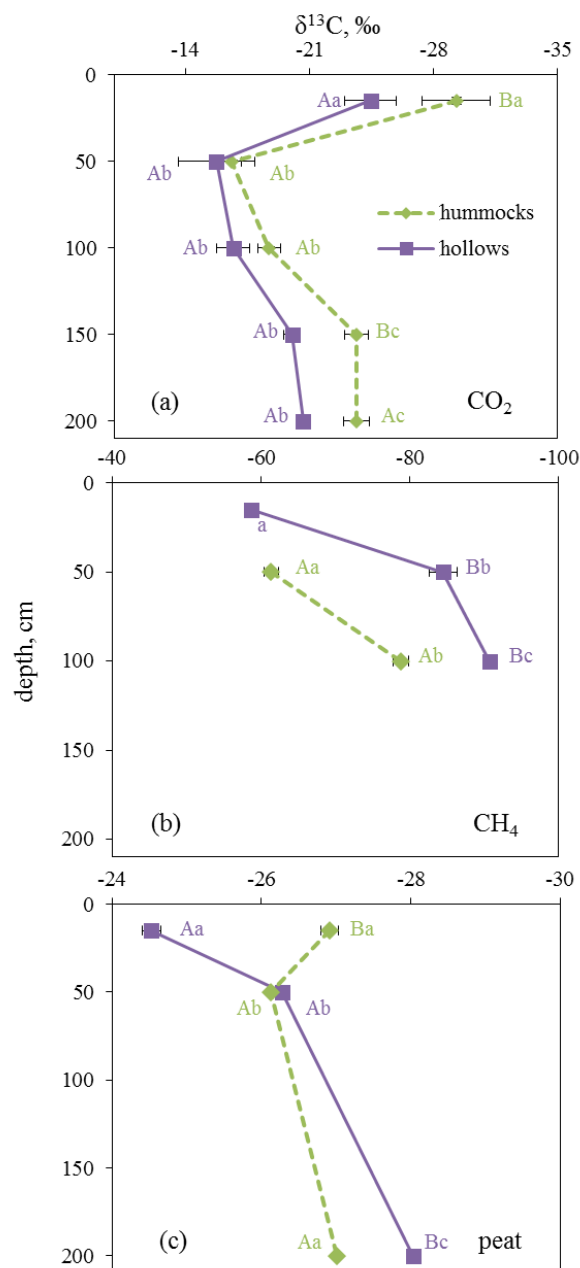 δ¹³C, ‰
-14 -21 -28 -35
0
Aa Ba
50
Ab Ab
hummocks
100 Ab Ab
hollows
150 Ab Bc
(a) CO₂
200 Ab Ac
-40 -60 -80 -100
0
a
50 Aa Bb
100 Ab Bc
depth, cm
150
(b) CH₄
200
-24 -26 -28 -30
0
Aa Ba
50
Ab Ab
100
150
(c) peat
200 Aa Bc